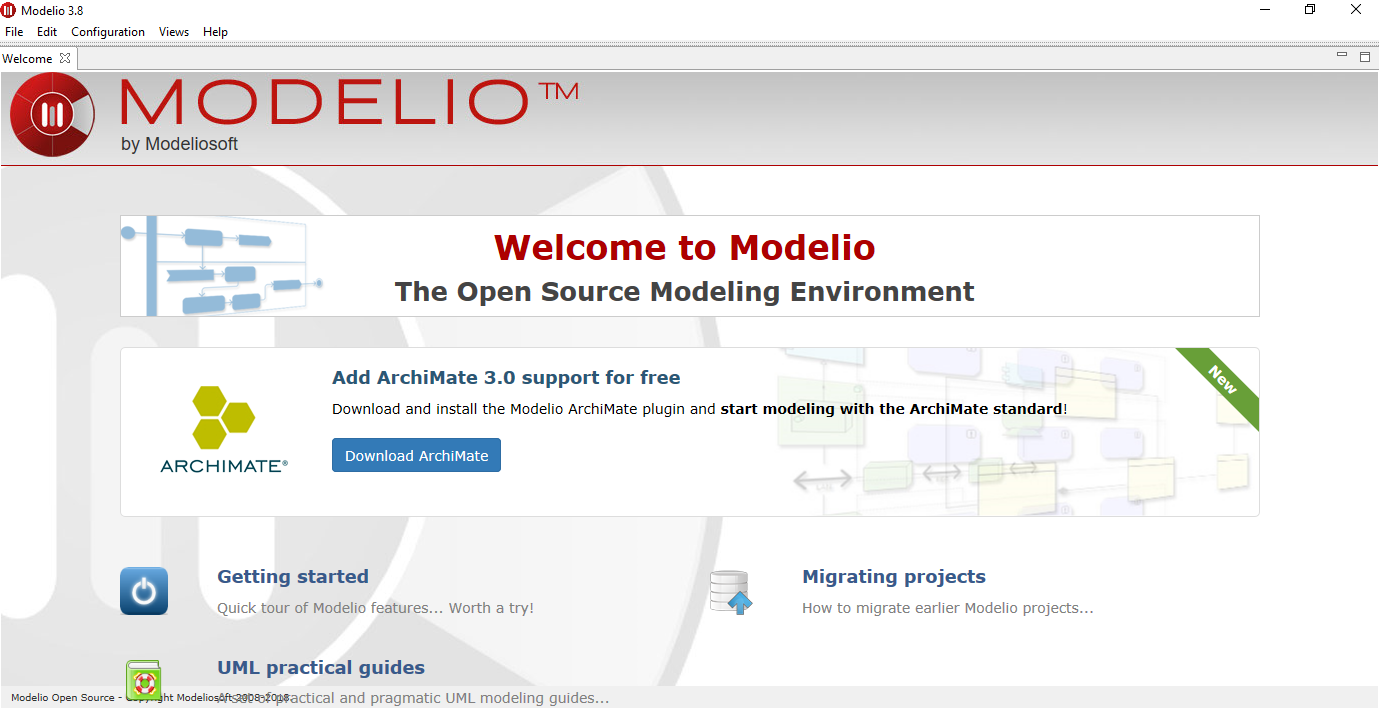 Modelio 3.8
File Edit Configuration Views Help
Welcome
MODELIO™
by Modeliosoft
Welcome to Modelio
The Open Source Modeling Environment
New
Add ArchiMate 3.0 support for free
Download and install the Modelio ArchiMate plugin and start modeling with the ArchiMate standard!
ARCHIMATE®
Download ArchiMate
Getting started
Quick tour of Modelio features... Worth a try!
Migrating projects
How to migrate earlier Modelio projects...
UML practical guides
A set of practical and pragmatic UML modeling guides...
Modelio Open Source - Copyright Modeliosoft 2008-2018